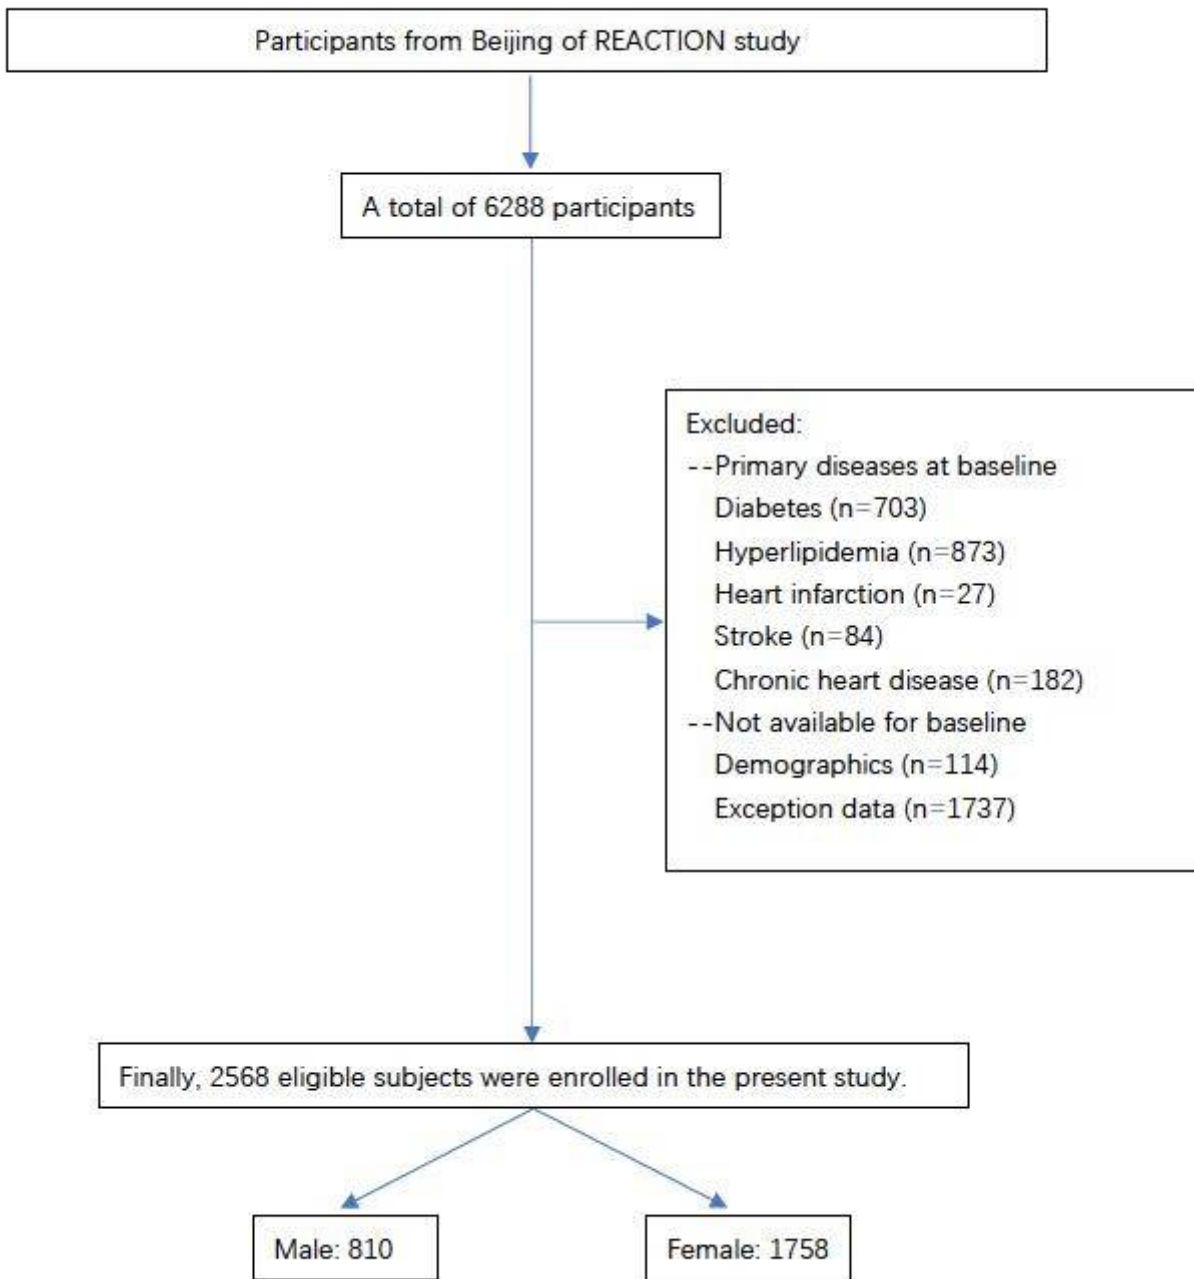 Participants from Beijing of REACTION study
A total of 6288 participants
Excluded:
--Primary diseases at baseline
Diabetes (n=703)
Hyperlipidemia (n=873)
Heart infarction (n=27)
Stroke (n=84)
Chronic heart disease (n=182)
--Not available for baseline
Demographics (n=114)
Exception data (n=1737)
Finally, 2568 eligible subjects were enrolled in the present study.
Male: 810
Female: 1758